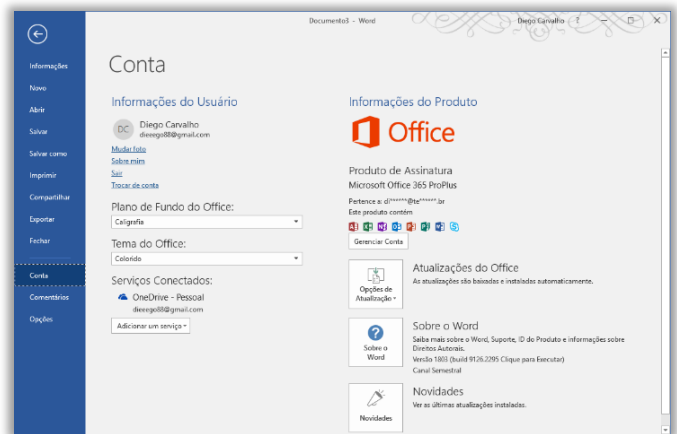 Documento3 - Word
Diego Carvalho
?
Informações
Novo
Abrir
Salvar
Salvar como
Imprimir
Compartilhar
Exportar
Fechar
Conta
Comentários
Opções
Conta
Informações do Usuário
DC
Diego Carvalho
dieeego88@gmail.com
Mudar foto
Sobre mim
Sair
Trocar de conta
Plano de Fundo do Office:
Caligrafia
Tema do Office:
Colorido
Serviços Conectados:
OneDrive - Pessoal
dieeego88@gmail.com
Adicionar um serviço
Informações do Produto
Office
Produto de Assinatura
Microsoft Office 365 ProPlus
Pertence a: di*****@te******.br
Este produto contém
Gerenciar Conta
Opções de
Atualização
Atualizações do Office
As atualizações são baixadas e instaladas automaticamente.
Sobre o
Word
Sobre o Word
Saiba mais sobre o Word, Suporte, ID do Produto e informações sobre
Direitos Autorais.
Versão 1803 (build 9126.2295 Clique para Executar)
Canal Semestral
Novidades
Novidades
Ver as últimas atualizações instaladas.